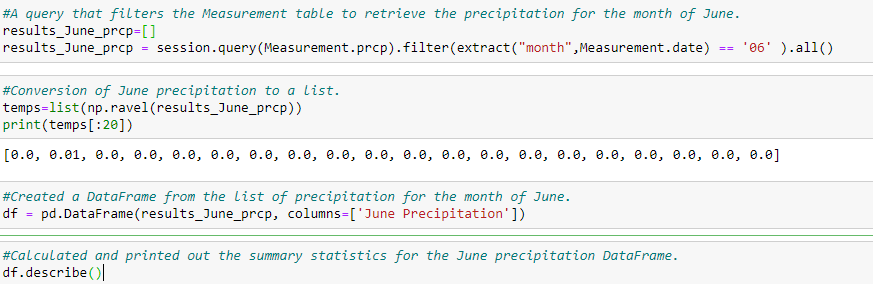 #A query that filters the Measurement table to retrieve the precipitation for the month of June.
results_June_prcp=[]
results_June_prcp = session.query(Measurement.prcp).filter(extract("month",Measurement.date) == '06' ).all()
#Conversion of June precipitation to a list.
temps=list(np.ravel(results_June_prcp))
print(temps[:20])
[0.0, 0.01, 0.0, 0.0, 0.0, 0.0, 0.0, 0.0, 0.0, 0.0, 0.0, 0.0, 0.0, 0.0, 0.0, 0.0, 0.0, 0.0, 0.0, 0.0]
#Created a DataFrame from the list of precipitation for the month of June.
df = pd.DataFrame(results_June_prcp, columns=['June Precipitation'])
#Calculated and printed out the summary statistics for the June precipitation DataFrame.
df.describe()